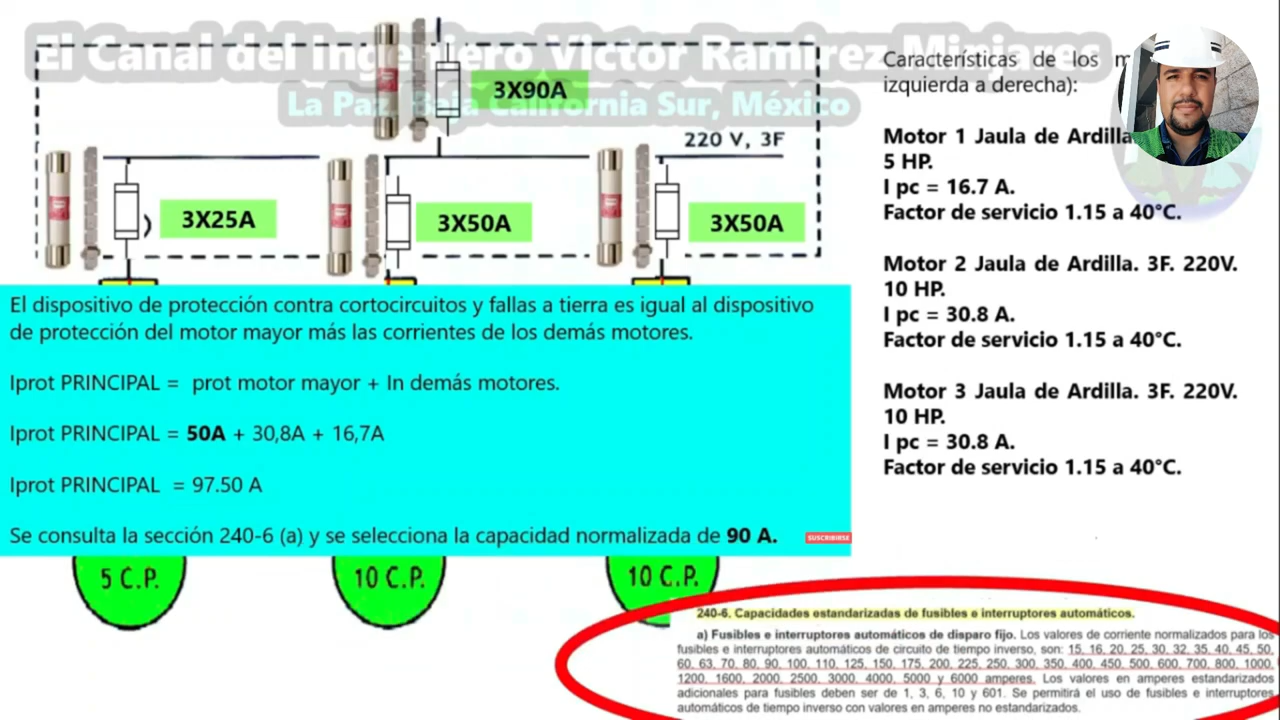 El Canal del Ingeniero Victor Ramirez Minjares
La Paz, Baja California Sur, México
3X90A
220 V, 3F
3X25A
3X50A
3X50A
Características de los
izquierda a derecha):
Motor 1 Jaula de Ardilla.
5 HP.
I pc = 16.7 A.
Factor de servicio 1.15 a 40°C.
Motor 2 Jaula de Ardilla. 3F. 220V.
10 HP.
I pc = 30.8 A.
Factor de servicio 1.15 a 40°C.
Motor 3 Jaula de Ardilla. 3F. 220V.
10 HP.
I pc = 30.8 A.
Factor de servicio 1.15 a 40°C.
El dispositivo de protección contra cortocircuitos y fallas a tierra es igual al dispositivo
de protección del motor mayor más las corrientes de los demás motores.
Iprot PRINCIPAL = prot motor mayor + In demás motores.
Iprot PRINCIPAL = 50A + 30,8A + 16,7A
Iprot PRINCIPAL = 97.50 A
Se consulta la sección 240-6 (a) y se selecciona la capacidad normalizada de 90 A.
SUSCRIBIRSE
5 C.P.
10 C.P.
10 C.P.
240-6. Capacidades estandarizadas de fusibles e interruptores automáticos.
a) Fusibles e interruptores automáticos de disparo fijo. Los valores de corriente normalizados para los
fusibles e interruptores automáticos de circuito de tiempo inverso, son: 15, 16, 20, 25, 30, 32, 35, 40, 45, 50,
60, 63, 70, 80, 90, 100, 110, 125, 150, 175, 200, 225, 250, 300, 350, 400, 450, 500, 600, 700, 800, 1000,
1200, 1600, 2000, 2500, 3000, 4000, 5000 y 6000 amperes. Los valores en amperes estandarizados
adicionales para fusibles deben ser de 1, 3, 6, 10 y 601. Se permitirá el uso de fusibles e interruptores
automáticos de tiempo inverso con valores en amperes no estandarizados.